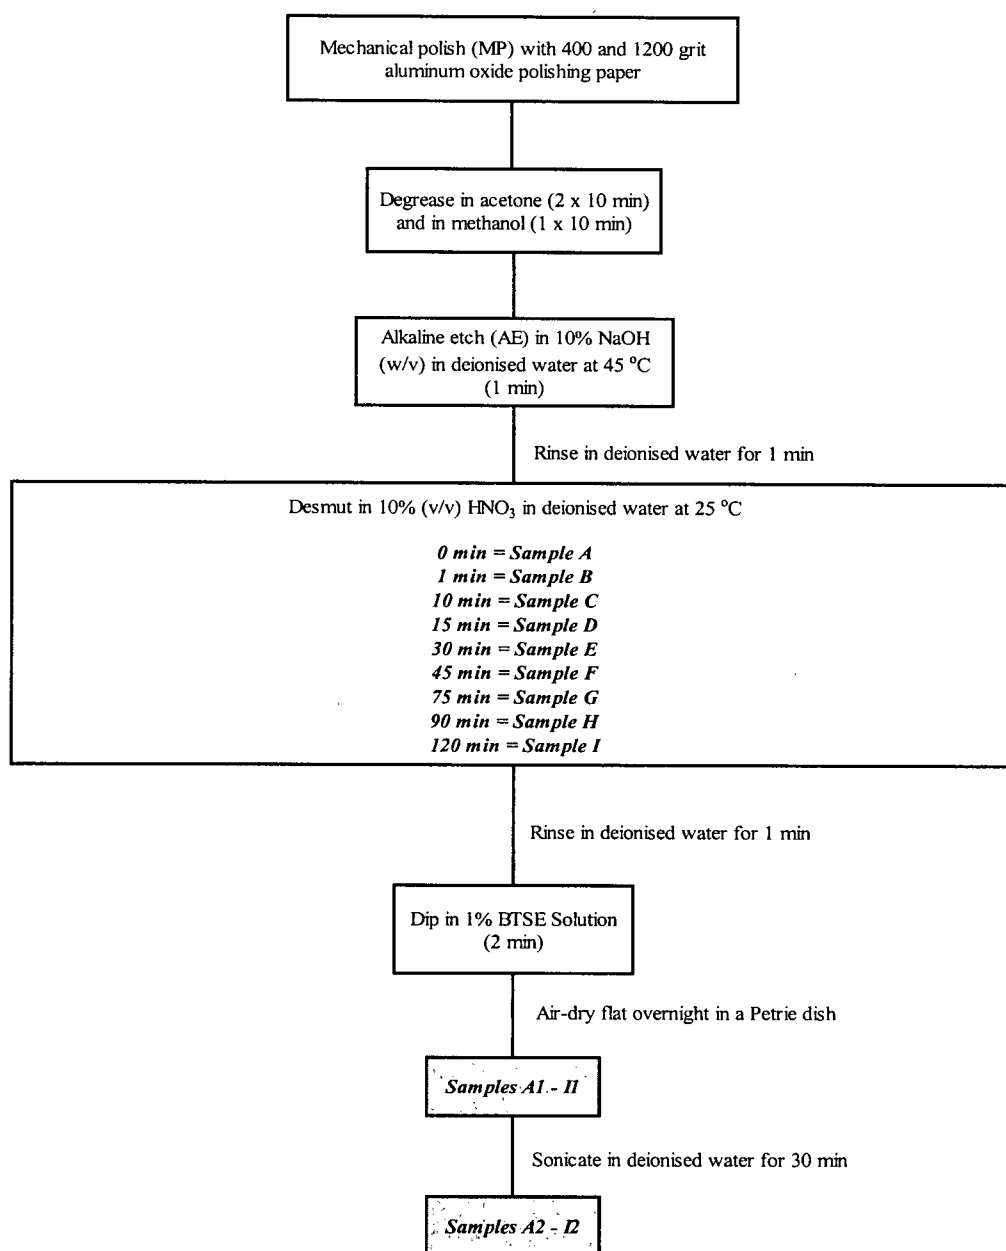 Mechanical polish (MP) with 400 and 1200 grit
aluminum oxide polishing paper
Degrease in acetone (2 x 10 min)
and in methanol (1 x 10 min)
Alkaline etch (AE) in 10% NaOH
(w/v) in deionised water at 45 °C
(1 min)
Rinse in deionised water for 1 min
Desmut in 10% (v/v) HNO₃ in deionised water at 25 °C
0 min = Sample A
1 min = Sample B
10 min = Sample C
15 min = Sample D
30 min = Sample E
45 min = Sample F
75 min = Sample G
90 min = Sample H
120 min = Sample I
Rinse in deionised water for 1 min
Dip in 1% BTSE Solution
(2 min)
Air-dry flat overnight in a Petrie dish
Samples A1 - I1
Sonicate in deionised water for 30 min
Samples A2 - I2